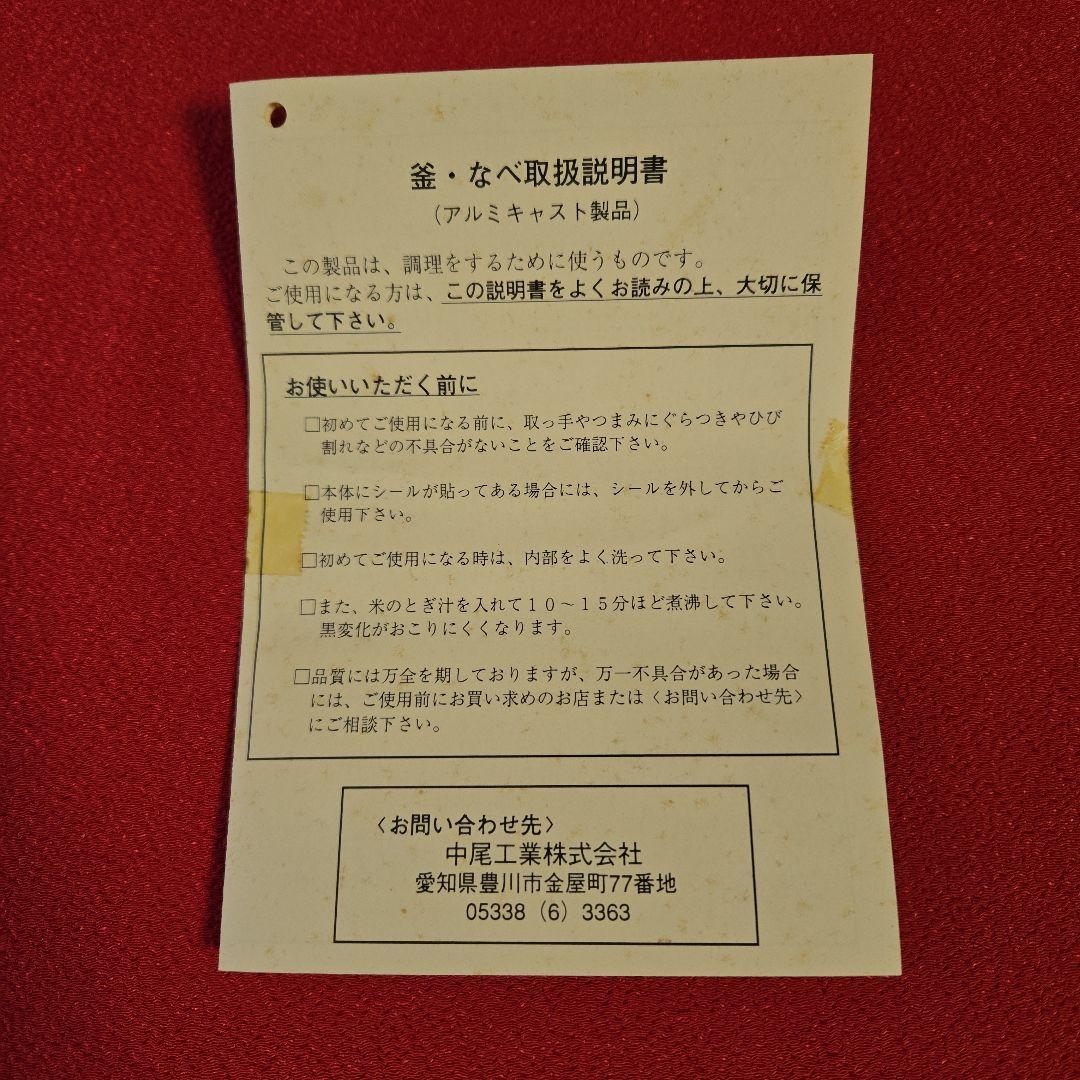 釜・なべ取扱説明書
（アルミキャスト製品）
この製品は、調理をするために使うものです。
ご使用になる方は、この説明書をよくお読みの上、大切に保
管して下さい。
お使いいただく前に
□初めてご使用になる前に、取っ手やつまみにぐらつきやひび
割れなどの不具合がないことをご確認下さい。
□本体にシールが貼ってある場合には、シールを外してからご
使用下さい。
□初めてご使用になる時は、内部をよく洗って下さい。
□また、米のとぎ汁を入れて１０～１５分ほど煮沸して下さい。
黒変化がおこりにくくなります。
□品質には万全を期しておりますが、万一不具合があった場合
には、ご使用前にお買い求めのお店または〈お問い合わせ先〉
にご相談下さい。
〈お問い合わせ先〉
中尾工業株式会社
愛知県豊川市金屋町77番地
05338（6）3363